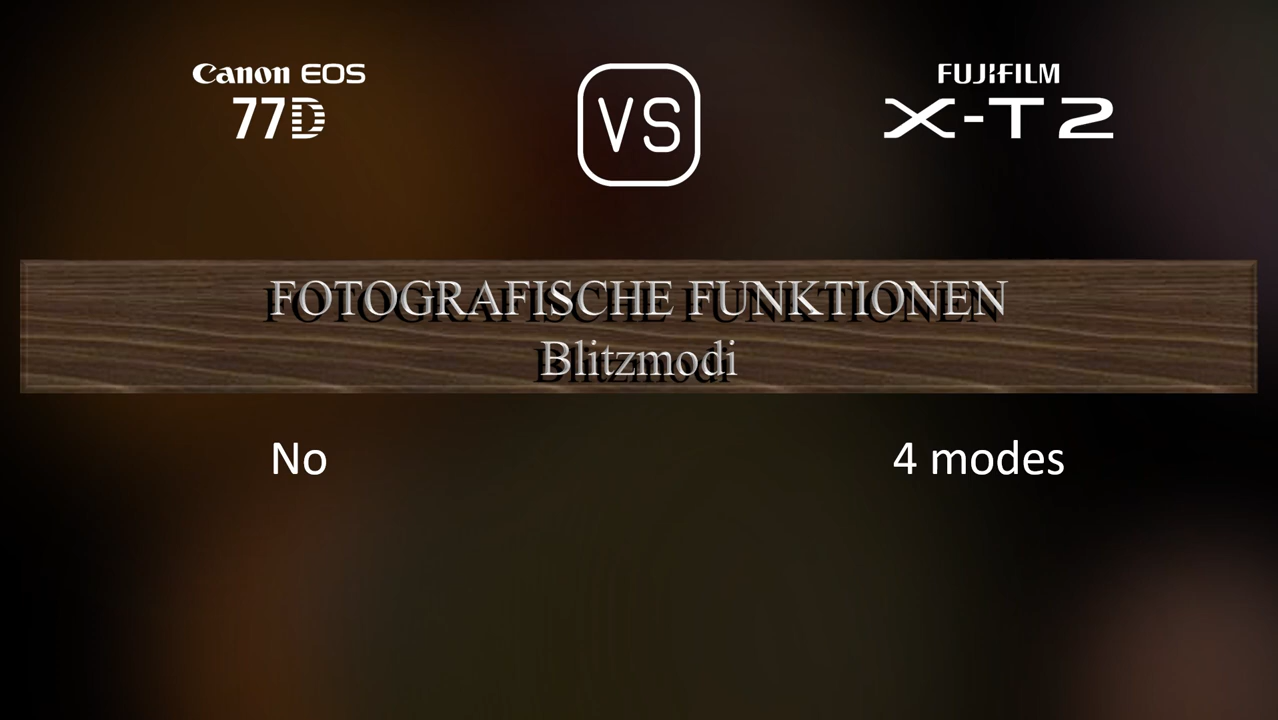 Canon EOS
77D
VS
FUJIFILM
X-T2
FOTOGRAFISCHE FUNKTIONEN
Blitzmodi
No
4 modes